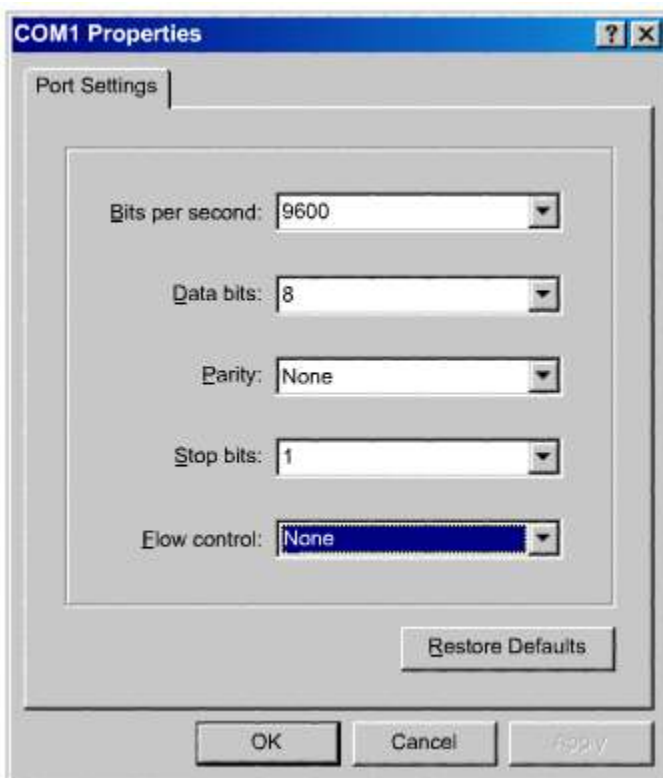 COM1 Properties
Port Settings
Bits per second: 9600
Data bits: 8
Parity: None
Stop bits: 1
Flow control: None
Restore Defaults
OK Cancel Apply